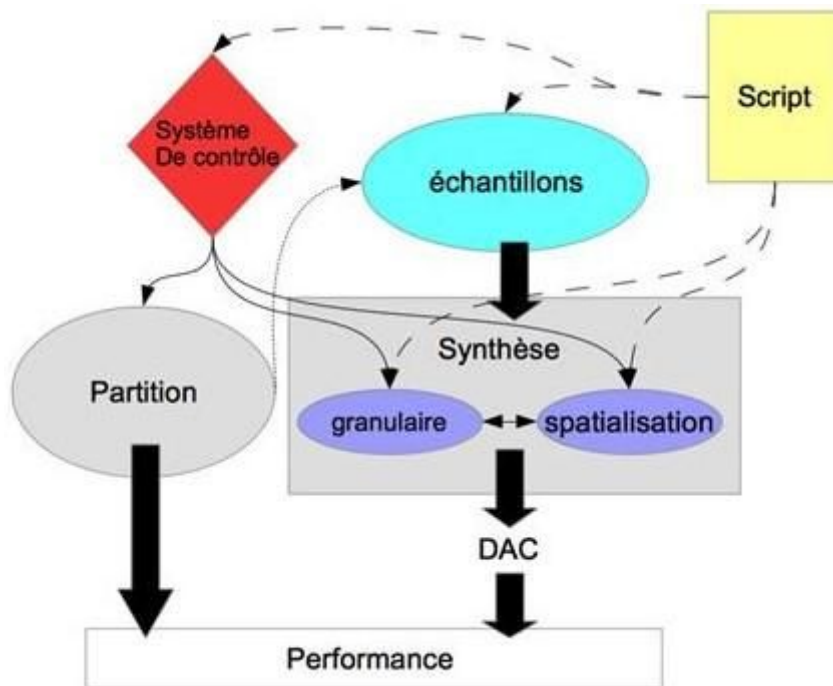 Script
Système
De contrôle
échantillons
Synthèse
Partition
granulaire
spatialisation
DAC
Performance